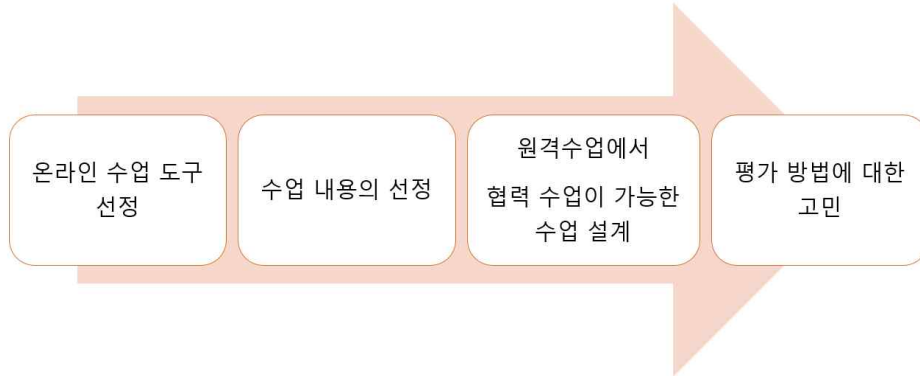 온라인 수업 도구
선정
수업 내용의 선정
원격수업에서
협력 수업이 가능한
수업 설계
평가 방법에 대한
고민